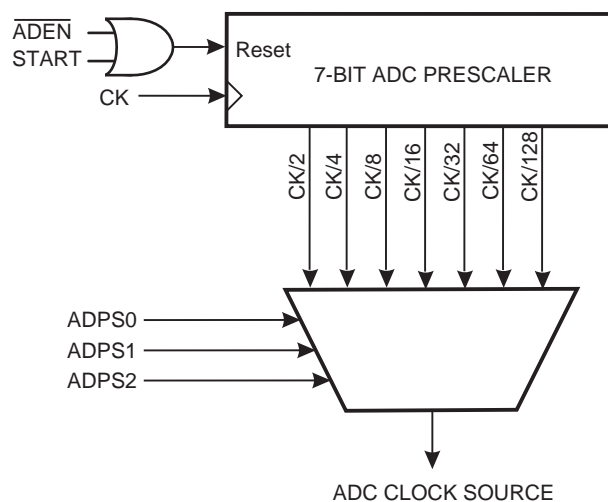 ADEN
START
Reset
7-BIT ADC PRESCALER
CK
CK/2
CK/4
CK/8
CK/16
CK/32
CK/64
CK/128
ADPS0
ADPS1
ADPS2
ADC CLOCK SOURCE